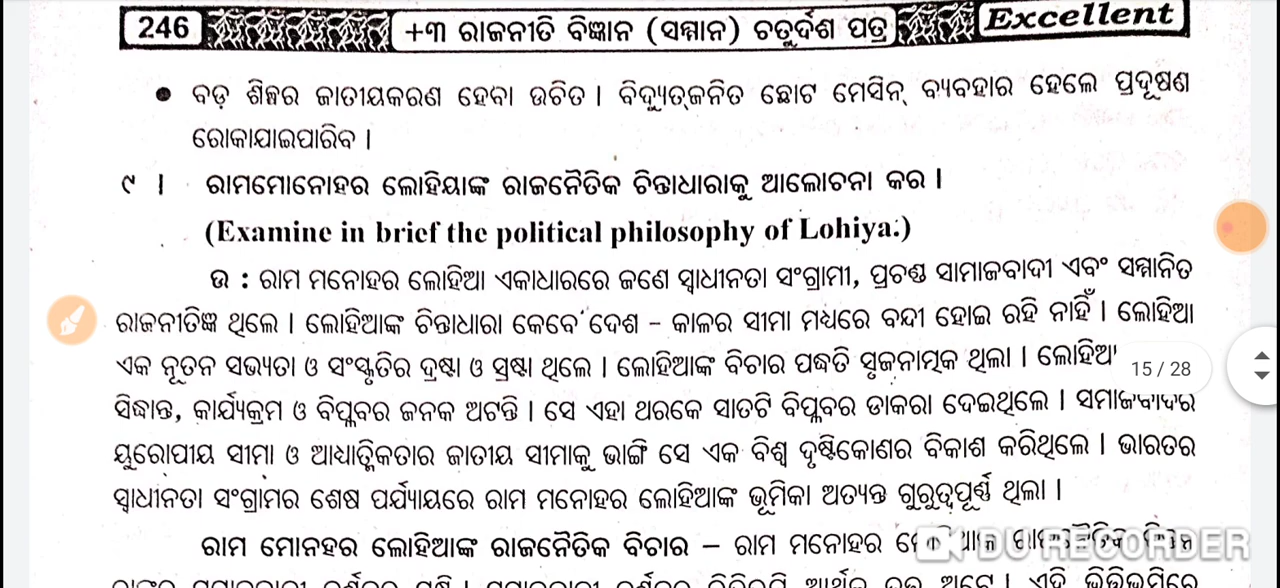 246 +୩ ରାଜନୀତି ବିଜ୍ଞାନ (ସମ୍ମାନ) ଚତୁର୍ଦ୍ଦଶ ପତ୍ର Excellent
● ବଡ଼ ଶିଳ୍ପର ଜାତୀୟକରଣ ହେବା ଉଚିତ । ବିଦ୍ୟୁତ୍‌ଜନିତ ଛୋଟ ମେସିନ୍ ବ୍ୟବହାର ହେଲେ ପ୍ରଦୂଷଣ
ରୋକାଯାଇପାରିବ ।
୯ । ରାମମୋନୋହର ଲୋହିୟାଙ୍କ ରାଜନୈତିକ ଚିନ୍ତାଧାରାକୁ ଆଲୋଚନା କର ।
(Examine in brief the political philosophy of Lohiya.)
ଉ : ରାମ ମନୋହର ଲୋହିଆ ଏକାଧାରରେ ଜଣେ ସ୍ୱାଧୀନତା ସଂଗ୍ରାମୀ, ପ୍ରଚଣ୍ଡ ସାମାଜବାଦୀ ଏବଂ ସମ୍ମାନିତ
ରାଜନୀତିଜ୍ଞ ଥିଲେ । ଲୋହିଆଙ୍କ ଚିନ୍ତାଧାରା କେବେ ଦେଶ - କାଳର ସୀମା ମଧ୍ୟରେ ବନ୍ଦୀ ହୋଇ ରହି ନାହିଁ । ଲୋହିଆ
ଏକ ନୂତନ ସଭ୍ୟତା ଓ ସଂସ୍କୃତିର ଦ୍ରଷ୍ଟା ଓ ସ୍ରଷ୍ଟା ଥିଲେ । ଲୋହିଆଙ୍କ ବିଚାର ପଦ୍ଧତି ସୃଜନାତ୍ମକ ଥିଲା । ଲୋହିଆ 15 / 28
ସିଦ୍ଧାନ୍ତ, କାର୍ଯ୍ୟକ୍ରମ ଓ ବିପ୍ଳବର ଜନକ ଅଟନ୍ତି । ସେ ଏହା ଥରକେ ସାତଟି ବିପ୍ଳବର ଡାକରା ଦେଇଥିଲେ । ସମାଜବାଦର
ୟୁରୋପୀୟ ସୀମା ଓ ଆଧ୍ୟାତ୍ମିକତାର ଜାତୀୟ ସୀମାକୁ ଭାଙ୍ଗି ସେ ଏକ ବିଶ୍ୱ ଦୃଷ୍ଟିକୋଣର ବିକାଶ କରିଥିଲେ । ଭାରତର
ସ୍ୱାଧୀନତା ସଂଗ୍ରାମର ଶେଷ ପର୍ଯ୍ୟାୟରେ ରାମ ମନୋହର ଲୋହିଆଙ୍କ ଭୂମିକା ଅତ୍ୟନ୍ତ ଗୁରୁତ୍ୱପୂର୍ଣ୍ଣ ଥିଲା ।
ରାମ ମୋନହର ଲୋହିଆଙ୍କ ରାଜନୈତିକ ବିଚାର – ରାମ ମନୋହର
DU RECORDER